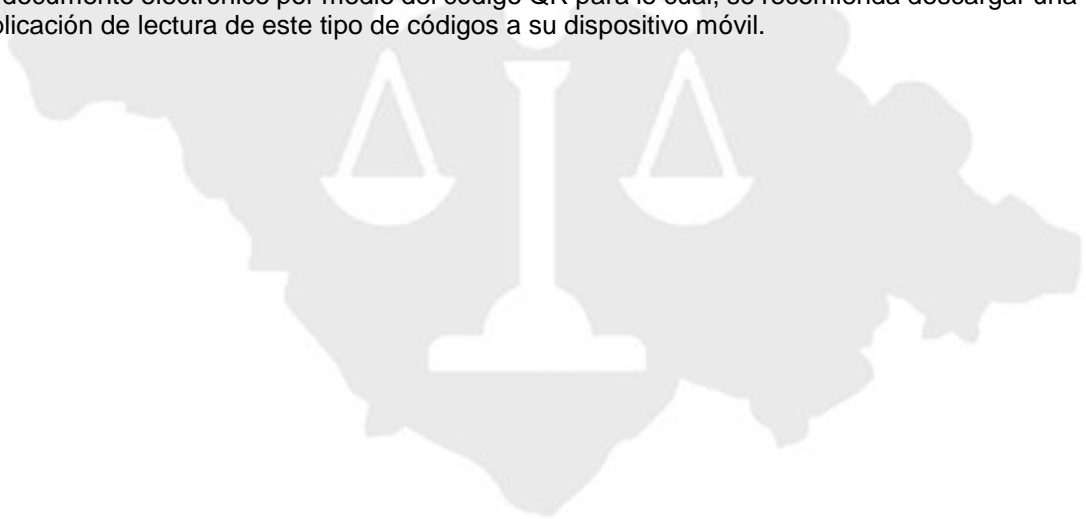 documento electrónico por medio del código QR para lo cual, se recomienda descargar una
plicación de lectura de este tipo de códigos a su dispositivo móvil.